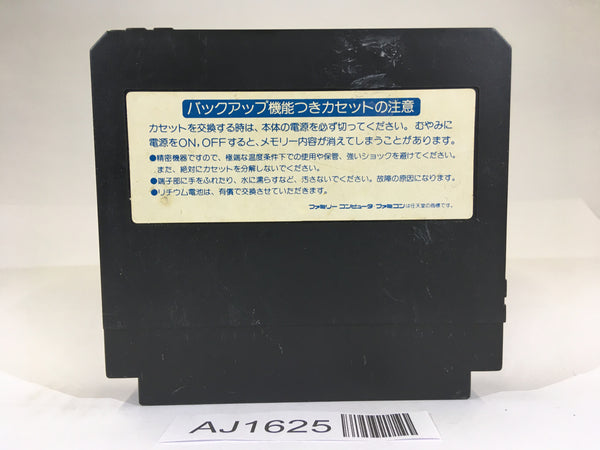 バックアップ機能つきカセットの注意
カセットを交換する時は、本体の電源を必ず切ってください。むやみに
電源をON,OFFすると、メモリー内容が消えてしまうことがあります。
●精密機器ですので、極端な温度条件下での使用や保管、強いショックを避けてください。
また、絶対にカセットを分解しないでください。
●端子部に手をふれたり、水に濡らすなど、汚さないでください。故障の原因になります。
●リチウム電池は、有償で交換させていただきます。
ファミリーコンピュータ・ファミコンは任天堂の商標です。
AJ1625